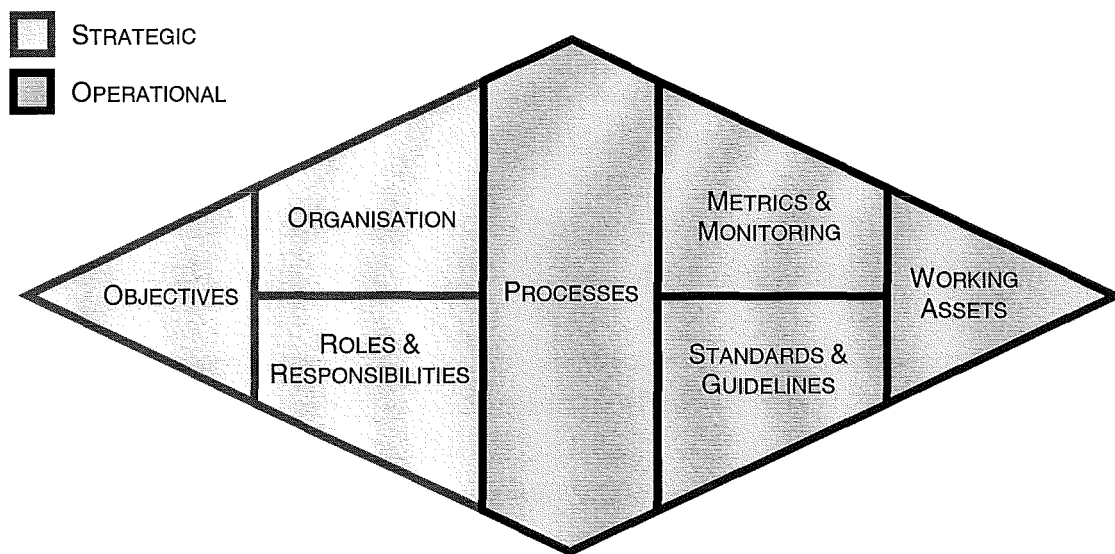 STRATEGIC
OPERATIONAL
ORGANISATION
OBJECTIVES
ROLES &
RESPONSIBILITIES
PROCESSES
METRICS &
MONITORING
STANDARDS &
GUIDELINES
WORKING
ASSETS